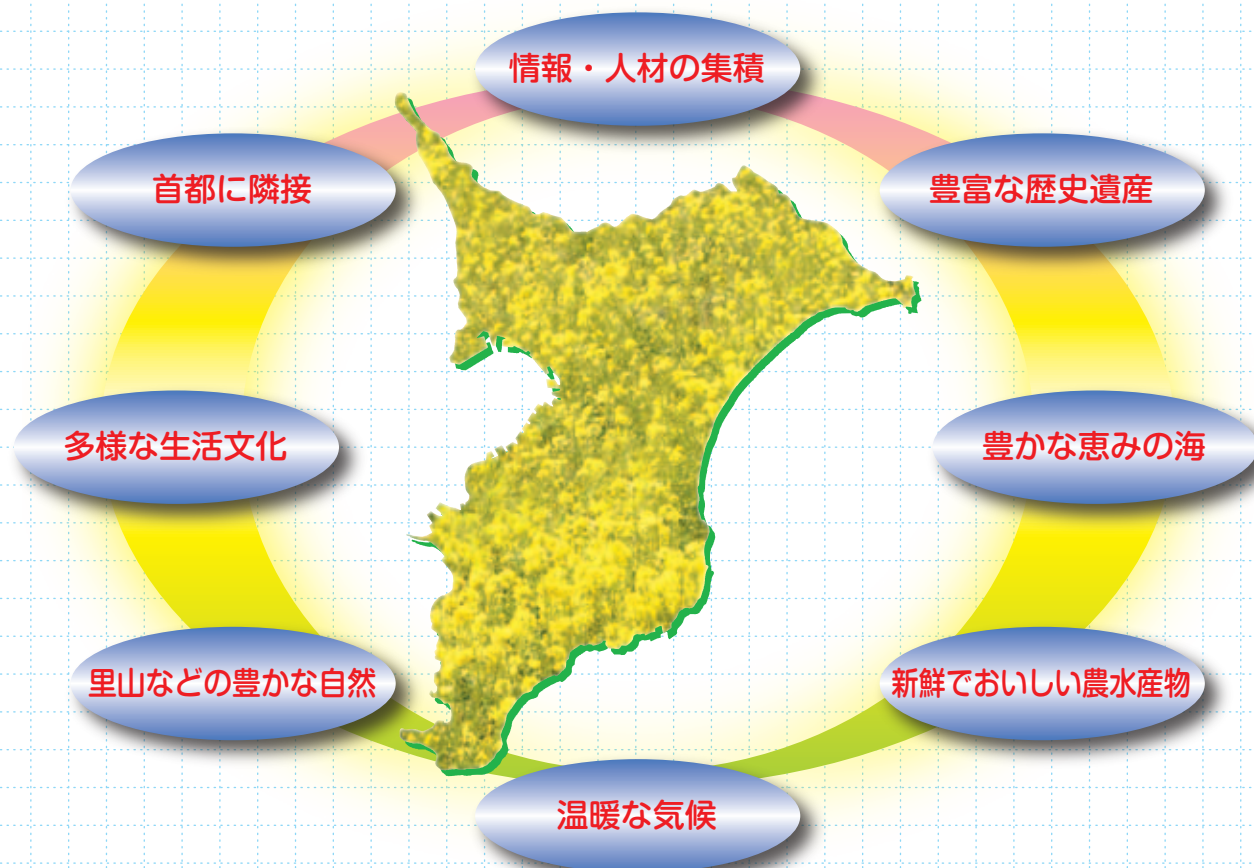 情報・人材の集積
首都に隣接
豊富な歴史遺産
多様な生活文化
豊かな恵みの海
里山などの豊かな自然
新鮮でおいしい農水産物
温暖な気候